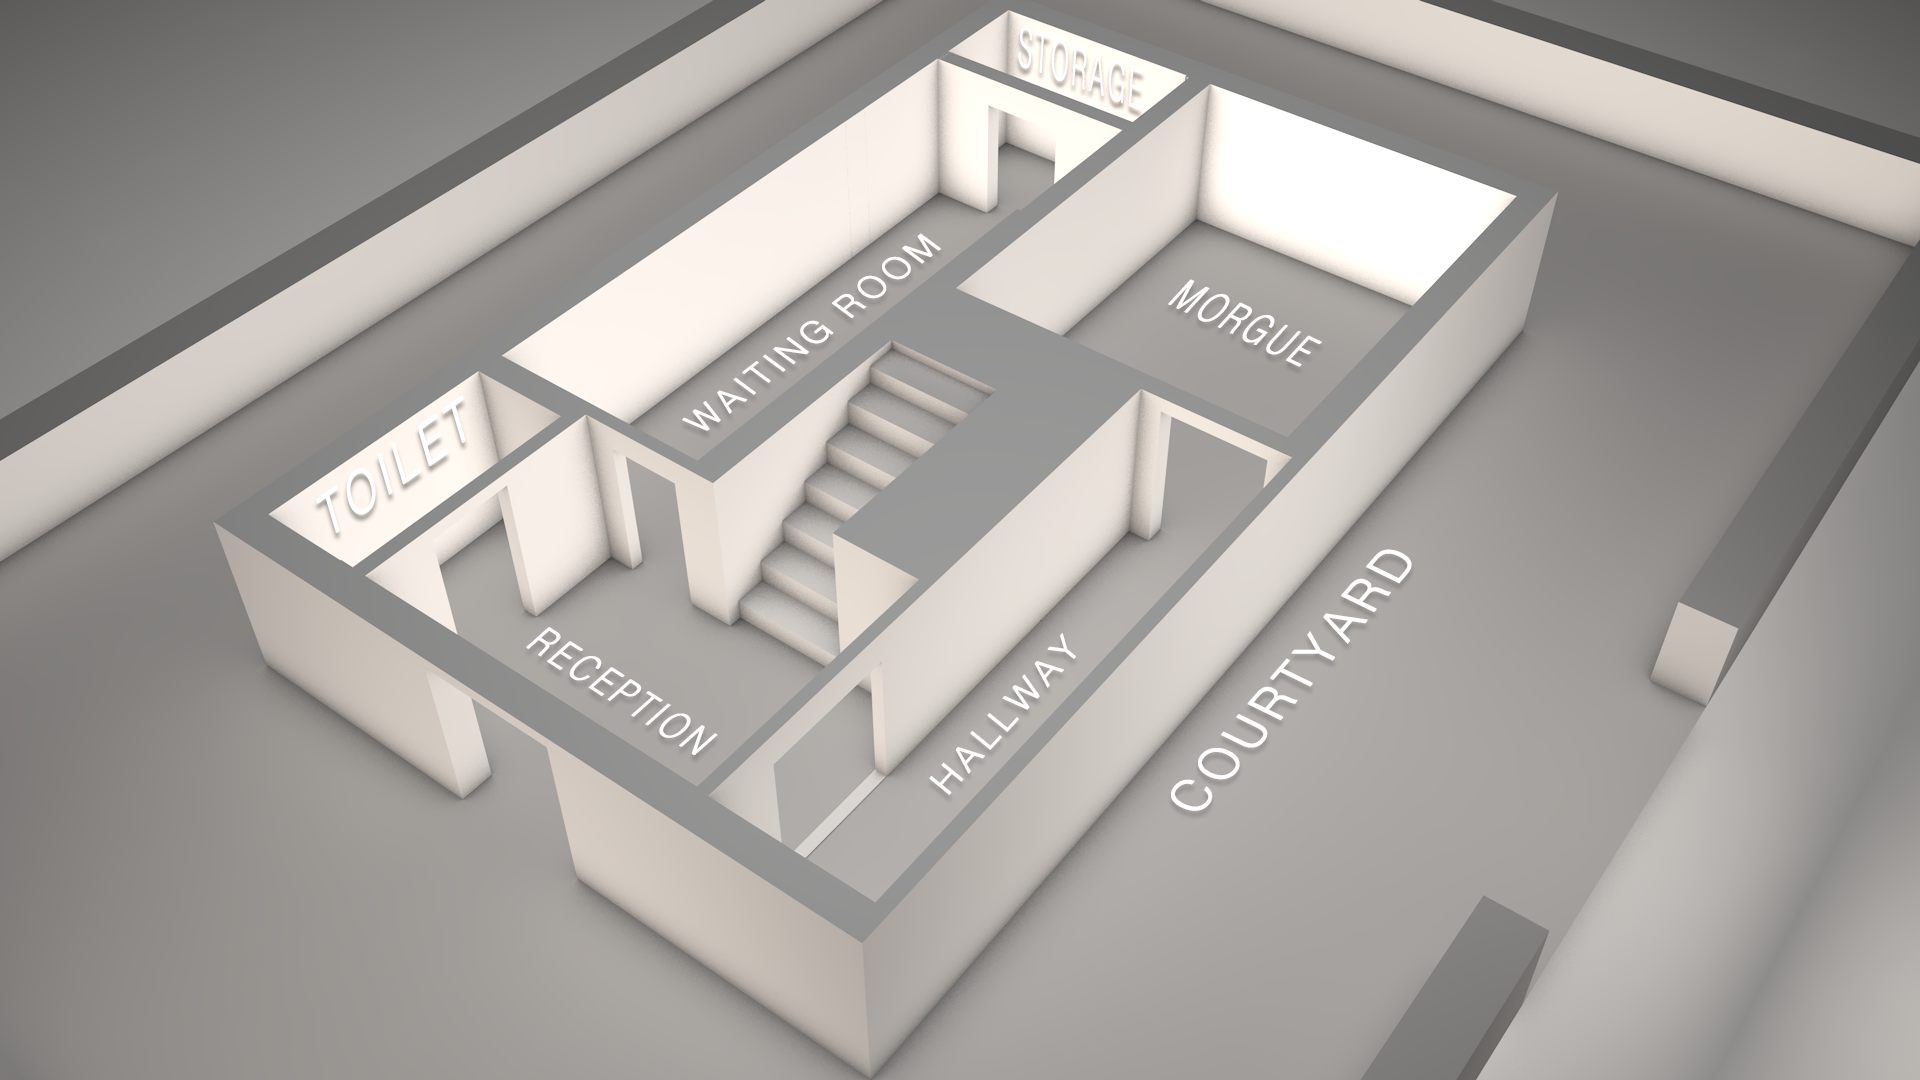 STORAGE
WAITING ROOM
MORGUE
TOILET
RECEPTION
HALLWAY
COURTYARD